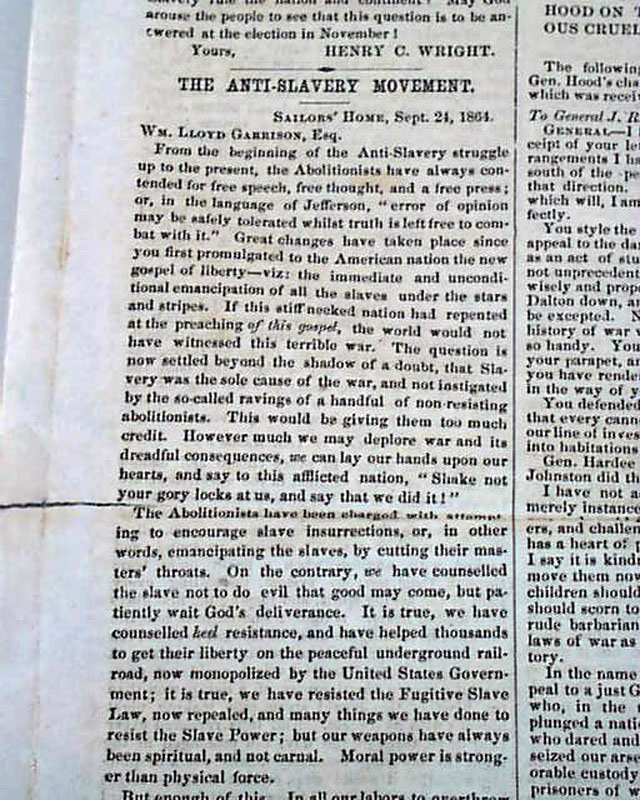 Slavery rule the nation and continent? May God
arouse the people to see that this question is to be an-
swered at the election in November!
Yours, HENRY C. WRIGHT.
THE ANTI-SLAVERY MOVEMENT.
SAILORS' HOME, Sept. 24, 1864.
WM. LLOYD GARRISON, ESQ.
From the beginning of the Anti-Slavery struggle
up to the present, the Abolitionists have always con-
tended for free speech, free thought, and a free press;
or, in the language of Jefferson, "error of opinion
may be safely tolerated whilst truth is left free to com-
bat with it." Great changes have taken place since
you first promulgated to the American nation the new
gospel of liberty—viz: the immediate and uncondi-
tional emancipation of all the slaves under the stars
and stripes. If this stiff necked nation had repented
at the preaching of this gospel, the world would not
have witnessed this terrible war. The question is
now settled beyond the shadow of a doubt, that Sla-
very was the sole cause of the war, and not instigated
by the so-called ravings of a handful of non-resisting
abolitionists. This would be giving them too much
credit. However much we may deplore war and its
dreadful consequences, we can lay our hands upon our
hearts, and say to this afflicted nation, "Shake not
your gory locks at us, and say that we did it!"
The Abolitionists have been charged with attempt-
ing to encourage slave insurrections, or, in other
words, emancipating the slaves, by cutting their mas-
ters' throats. On the contrary, we have counselled
the slave not to do evil that good may come, but pa-
tiently wait God's deliverance. It is true, we have
counselled heel resistance, and have helped thousands
to get their liberty on the peaceful underground rail-
road, now monopolized by the United States Govern-
ment; it is true, we have resisted the Fugitive Slave
Law, now repealed, and many things we have done to
resist the Slave Power; but our weapons have always
been spiritual, and not carnal. Moral power is strong-
er than physical force.
But enough of this. In all our labors to overthrow
HOOD ON
OUS CRUEL
The following
Gen. Hood's cha
which was recei
To General J. R
GENERAL—I
ceipt of your let
rangements I ha
south of the pe
that direction.
which will, I am
fectly.
You style the
appeal to the da
as an act of stu
not unprecedent
wisely and prope
Dalton down, a
be excepted. N
history of war
so handy. You
your parapet, an
you have rende
in the way of y
You defended
that every cann
our line of inves
into habitations
Gen. Hardee
Johnston did th
I have not a
merely instance
ers, and challen
has a heart of
I say it is kind
move them now
children should
should scorn to
rude barbarian
laws of war as
tory.
In the name
peal to a just G
who, in the
plunged a nati
who dared and
seized our arse
orable custody
prisoners of w